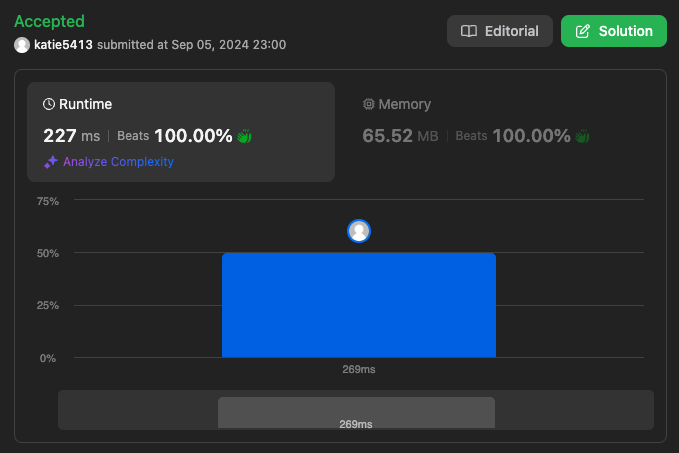 Accepted
katie5413 submitted at Sep 05, 2024 23:00
Editorial
Solution
Runtime
227 ms | Beats 100.00%
Analyze Complexity
Memory
65.52 MB | Beats 100.00%
75%
50%
25%
0%
269ms
269ms